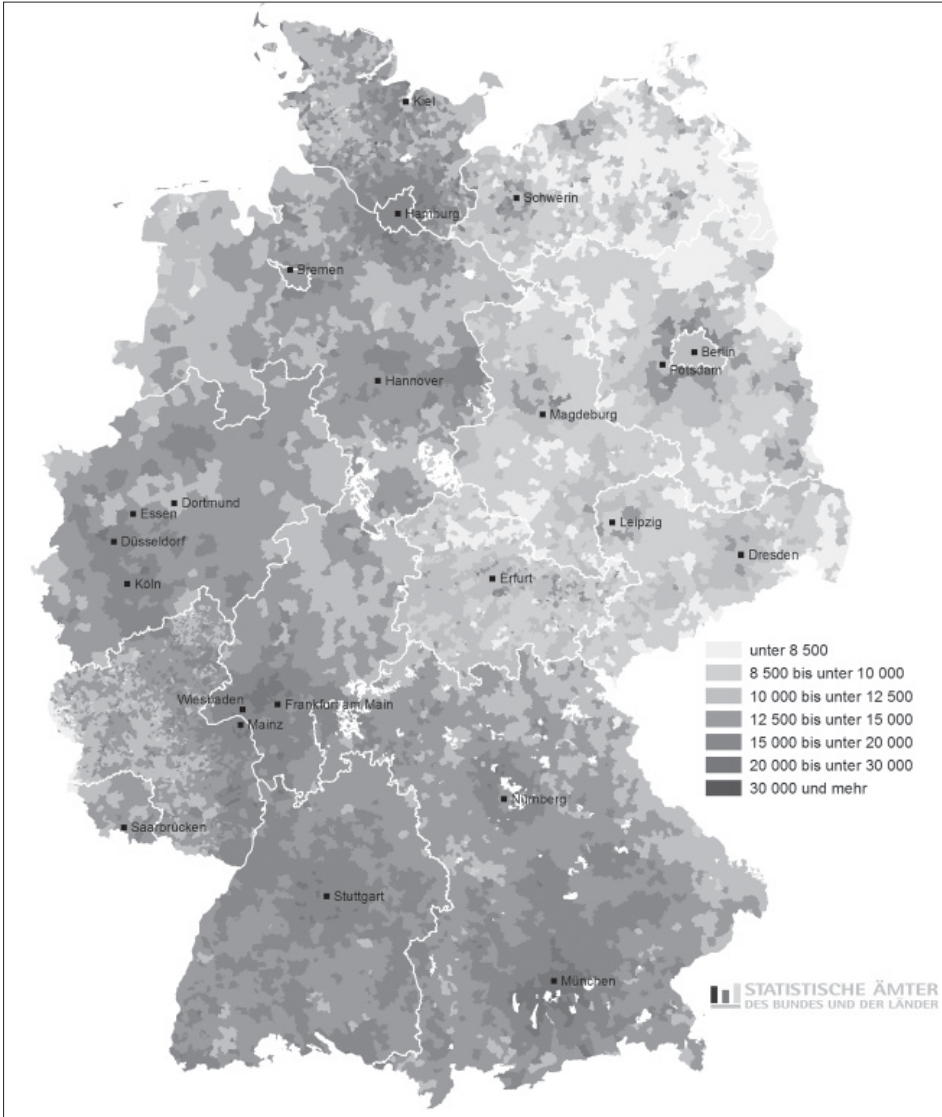 Kiel
Schwerin
Hamburg
Bremen
Berlin
Potsdam
Hannover
Magdeburg
Dortmund
Essen
Leipzig
Düsseldorf
Dresden
Erfurt
Köln
unter 8 500
8 500 bis unter 10 000
10 000 bis unter 12 500
12 500 bis unter 15 000
15 000 bis unter 20 000
20 000 bis unter 30 000
30 000 und mehr
Wiesbaden
Frankfurt am Main
Mainz
Nürnberg
Saarbrücken
Stuttgart
München
STATISTISCHE ÄMTER
DES BUNDES UND DER LÄNDER